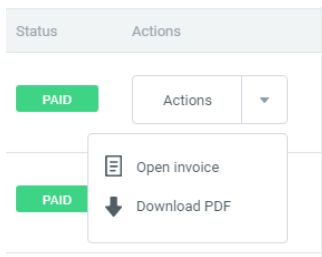 Status Actions
PAID Actions
Open invoice
Download PDF
PAID